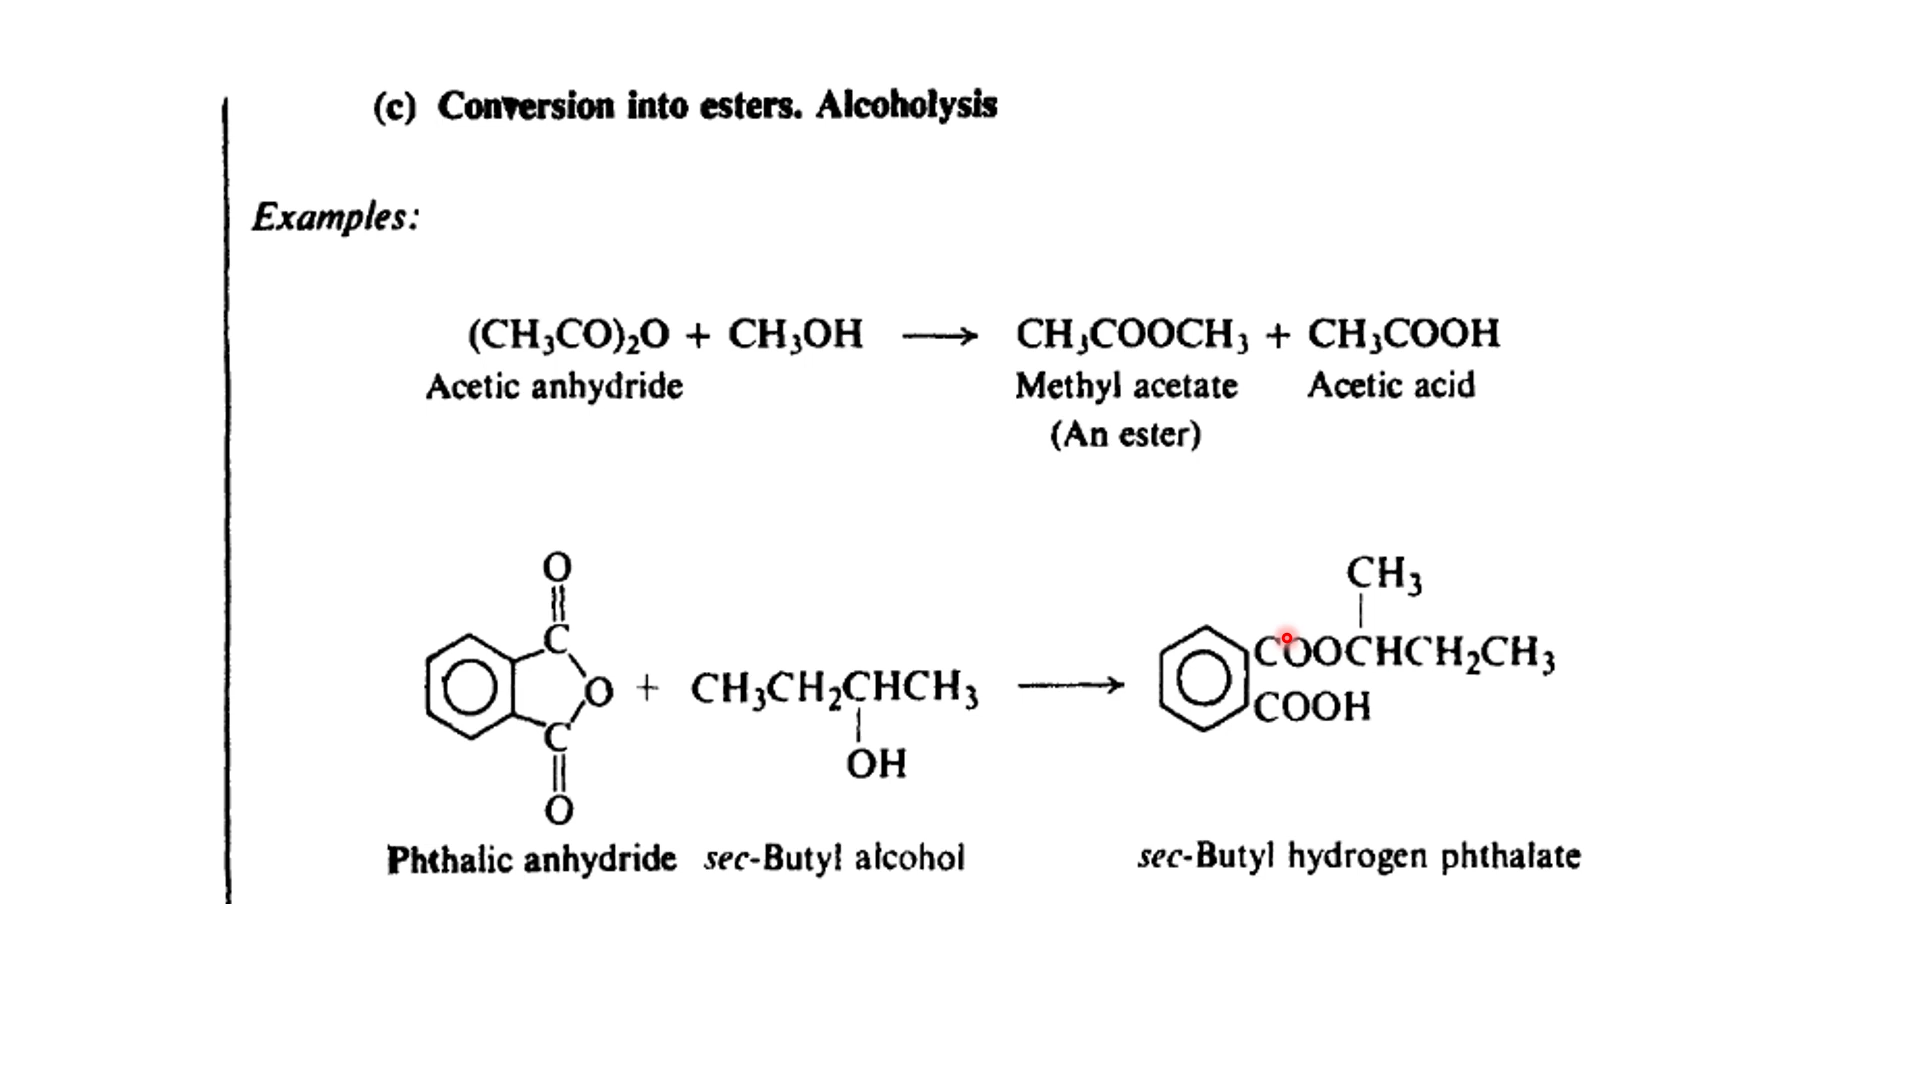 (c) Conversion into esters. Alcoholysis
Examples:
(CH₃CO)₂O + CH₃OH ⟶ CH₃COOCH₃ + CH₃COOH
Acetic anhydride Methyl acetate Acetic acid
(An ester)
O
CH₃
C
COOCHCH₂CH₃
O + CH₃CH₂CHCH₃ ⟶
COOH
C
OH
O
Phthalic anhydride sec-Butyl alcohol sec-Butyl hydrogen phthalate